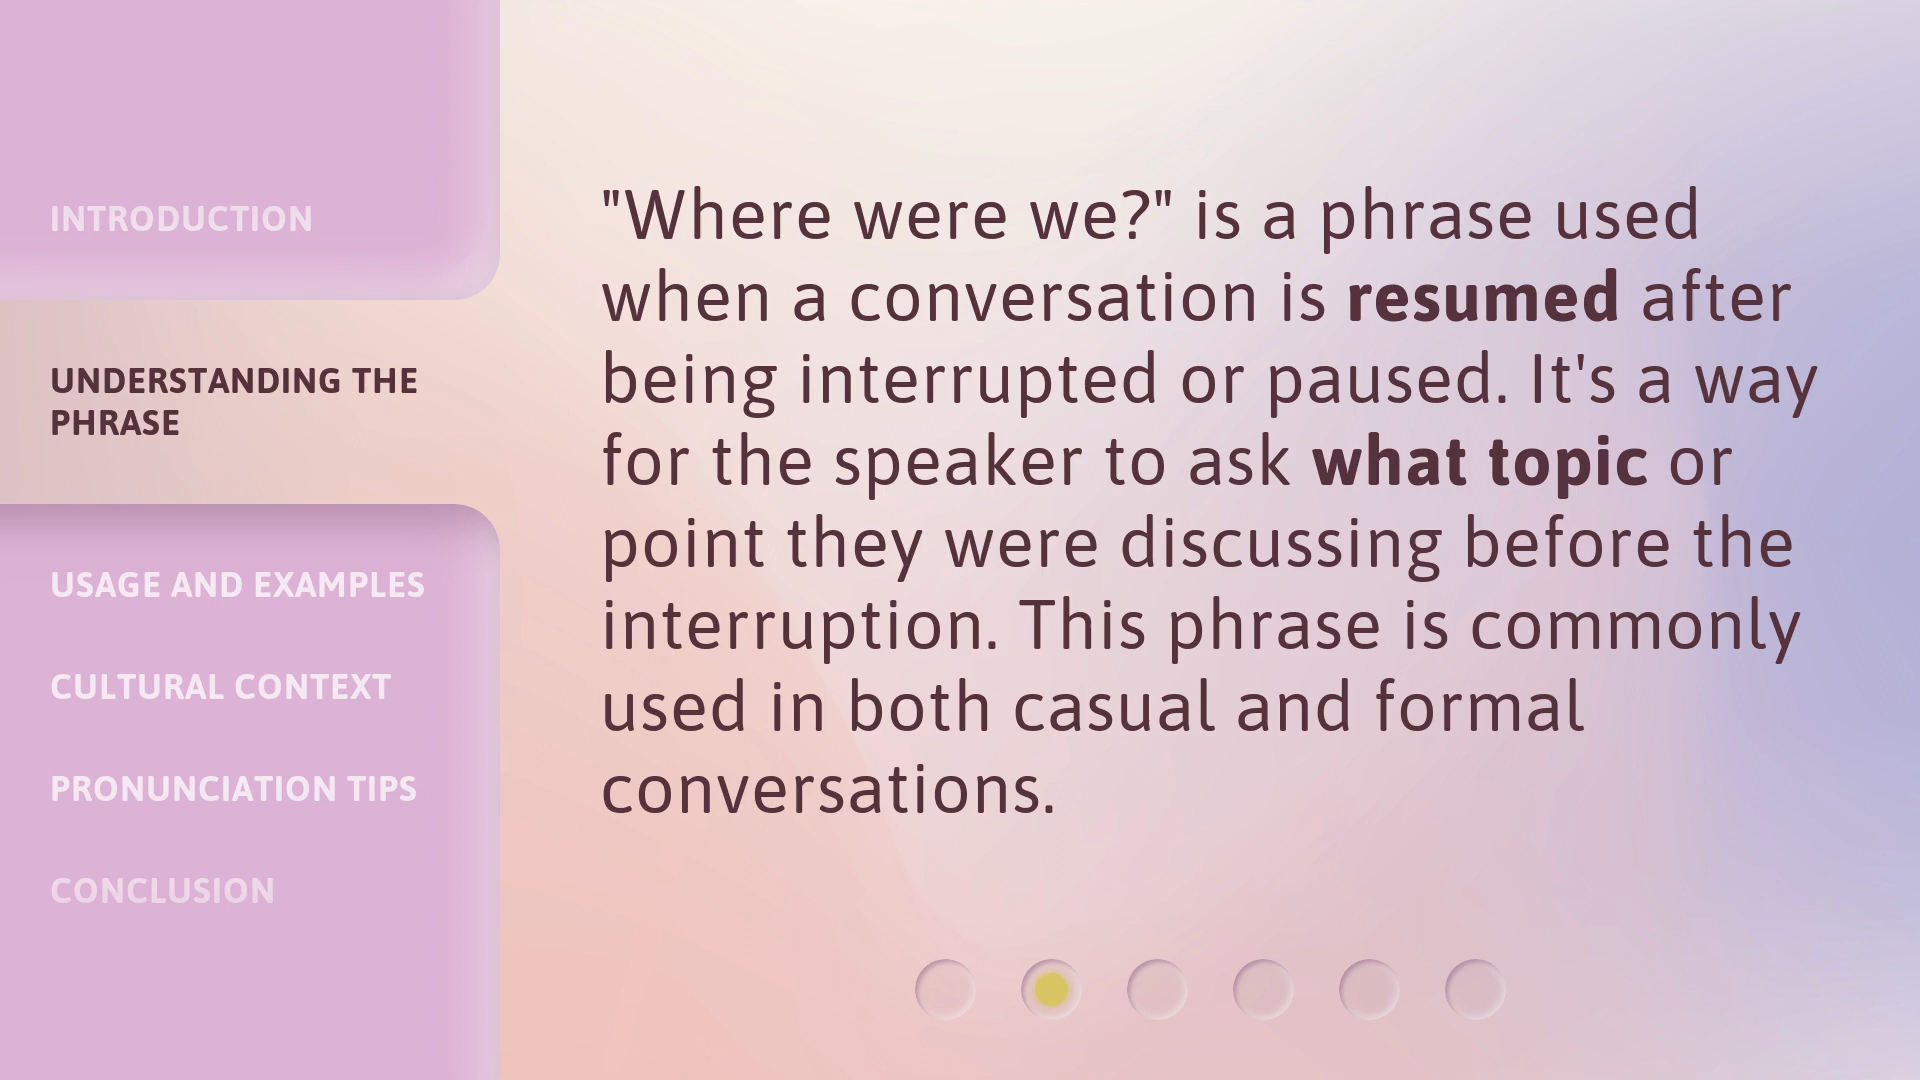 INTRODUCTION
UNDERSTANDING THE
PHRASE
USAGE AND EXAMPLES
CULTURAL CONTEXT
PRONUNCIATION TIPS
CONCLUSION
"Where were we?" is a phrase used
when a conversation is resumed after
being interrupted or paused. It's a way
for the speaker to ask what topic or
point they were discussing before the
interruption. This phrase is commonly
used in both casual and formal
conversations.